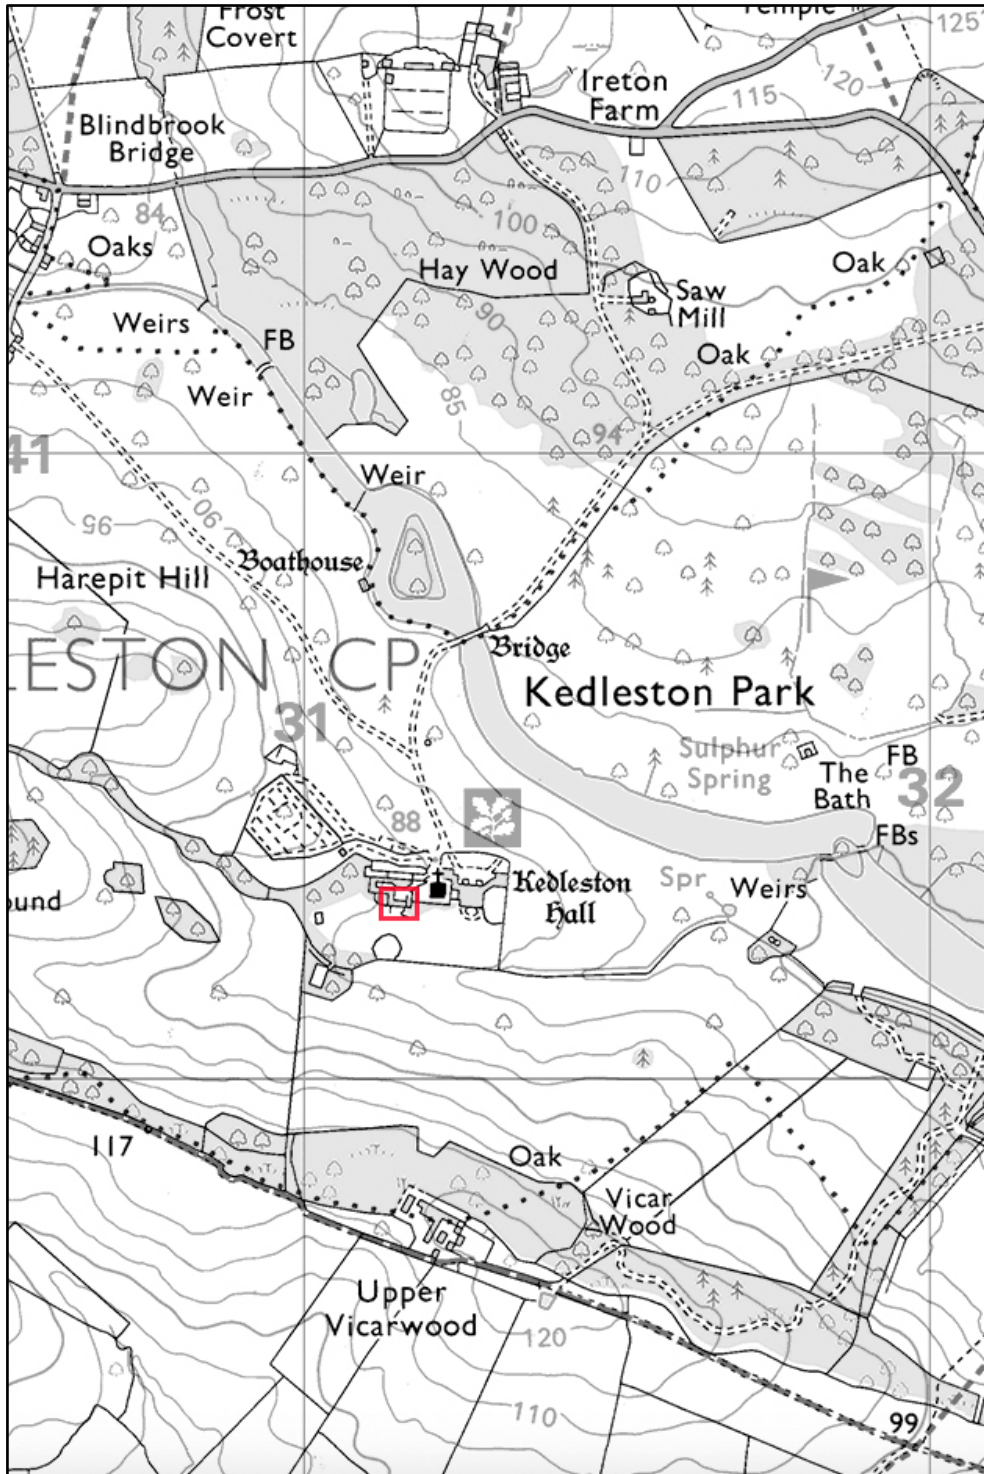 Frost
Covert
Temple
125
120
115
Ireton
Farm
Blindbrook
Bridge
110
84
100
Oaks
Hay Wood
Oak
Saw
Mill
Weirs
90
FB
Oak
Weir
85
94
41
Weir
90
95
Boathouse
Harepit Hill
Bridge
LESTON CP
Kedleston Park
31
Sulphur
Spring
FB
The
Bath
32
88
FBs
Kedleston
Hall
Spr
Weirs
ound
117
Oak
Vicar
Wood
Upper
Vicarwood
120
110
99